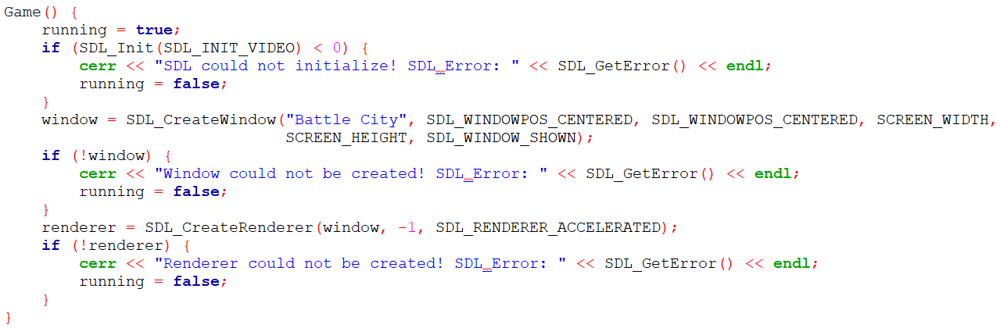 Game() {
    running = true;
    if (SDL_Init(SDL_INIT_VIDEO) < 0) {
        cerr << "SDL could not initialize! SDL_Error: " << SDL_GetError() << endl;
        running = false;
    }
    window = SDL_CreateWindow("Battle City", SDL_WINDOWPOS_CENTERED, SDL_WINDOWPOS_CENTERED, SCREEN_WIDTH,
                              SCREEN_HEIGHT, SDL_WINDOW_SHOWN);
    if (!window) {
        cerr << "Window could not be created! SDL_Error: " << SDL_GetError() << endl;
        running = false;
    }
    renderer = SDL_CreateRenderer(window, -1, SDL_RENDERER_ACCELERATED);
    if (!renderer) {
        cerr << "Renderer could not be created! SDL_Error: " << SDL_GetError() << endl;
        running = false;
    }
}